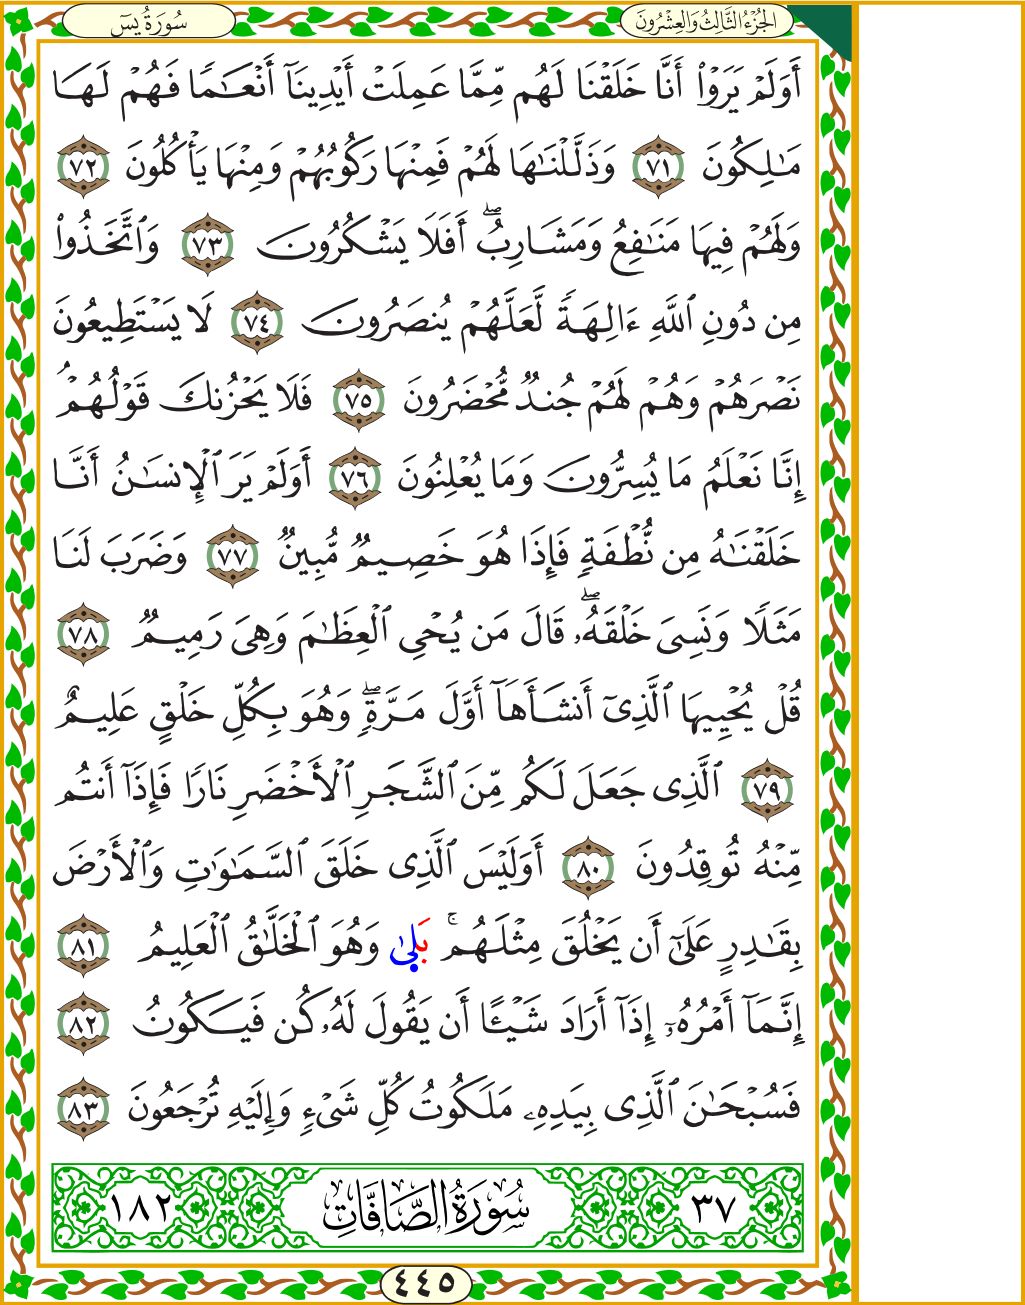 الجُزْءُ الثَّالِثُ وَالعِشْرُونَ
سُورَةُ يسٓ
أَوَلَمْ يَرَوْا۟ أَنَّا خَلَقْنَا لَهُم مِّمَّا عَمِلَتْ أَيْدِينَآ أَنْعَـٰمًا فَهُمْ لَهَا
مَـٰلِكُونَ ٧١ وَذَلَّلْنَـٰهَا لَهُمْ فَمِنْهَا رَكُوبُهُمْ وَمِنْهَا يَأْكُلُونَ ٧٢
وَلَهُمْ فِيهَا مَنَـٰفِعُ وَمَشَارِبُ ۖ أَفَلَا يَشْكُرُونَ ٧٣ وَٱتَّخَذُوا۟
مِن دُونِ ٱللَّهِ ءَالِهَةً لَّعَلَّهُمْ يُنصَرُونَ ٧٤ لَا يَسْتَطِيعُونَ
نَصْرَهُمْ وَهُمْ لَهُمْ جُندٌ مُّحْضَرُونَ ٧٥ فَلَا يَحْزُنكَ قَوْلُهُمْ ۘ
إِنَّا نَعْلَمُ مَا يُسِرُّونَ وَمَا يُعْلِنُونَ ٧٦ أَوَلَمْ يَرَ ٱلْإِنسَـٰنُ أَنَّا
خَلَقْنَـٰهُ مِن نُّطْفَةٍ فَإِذَا هُوَ خَصِيمٌ مُّبِينٌ ٧٧ وَضَرَبَ لَنَا
مَثَلًا وَنَسِىَ خَلْقَهُۥ ۖ قَالَ مَن يُحْىِ ٱلْعِظَـٰمَ وَهِىَ رَمِيمٌ ٧٨
قُلْ يُحْيِيهَا ٱلَّذِىٓ أَنشَأَهَآ أَوَّلَ مَرَّةٍ ۖ وَهُوَ بِكُلِّ خَلْقٍ عَلِيمٌ
٧٩ ٱلَّذِى جَعَلَ لَكُم مِّنَ ٱلشَّجَرِ ٱلْأَخْضَرِ نَارًا فَإِذَآ أَنتُم
مِّنْهُ تُوقِدُونَ ٨٠ أَوَلَيْسَ ٱلَّذِى خَلَقَ ٱلسَّمَـٰوَٰتِ وَٱلْأَرْضَ
بِقَـٰدِرٍ عَلَىٰٓ أَن يَخْلُقَ مِثْلَهُم ۚ بَلَىٰ وَهُوَ ٱلْخَلَّـٰقُ ٱلْعَلِيمُ ٨١
إِنَّمَآ أَمْرُهُۥٓ إِذَآ أَرَادَ شَيْـًٔا أَن يَقُولَ لَهُۥ كُن فَيَكُونُ ٨٢
فَسُبْحَـٰنَ ٱلَّذِى بِيَدِهِۦ مَلَكُوتُ كُلِّ شَىْءٍ وَإِلَيْهِ تُرْجَعُونَ ٨٣
٣٧ سُورَةُ الصَّافَّاتِ ١٨٢
٤٤٥